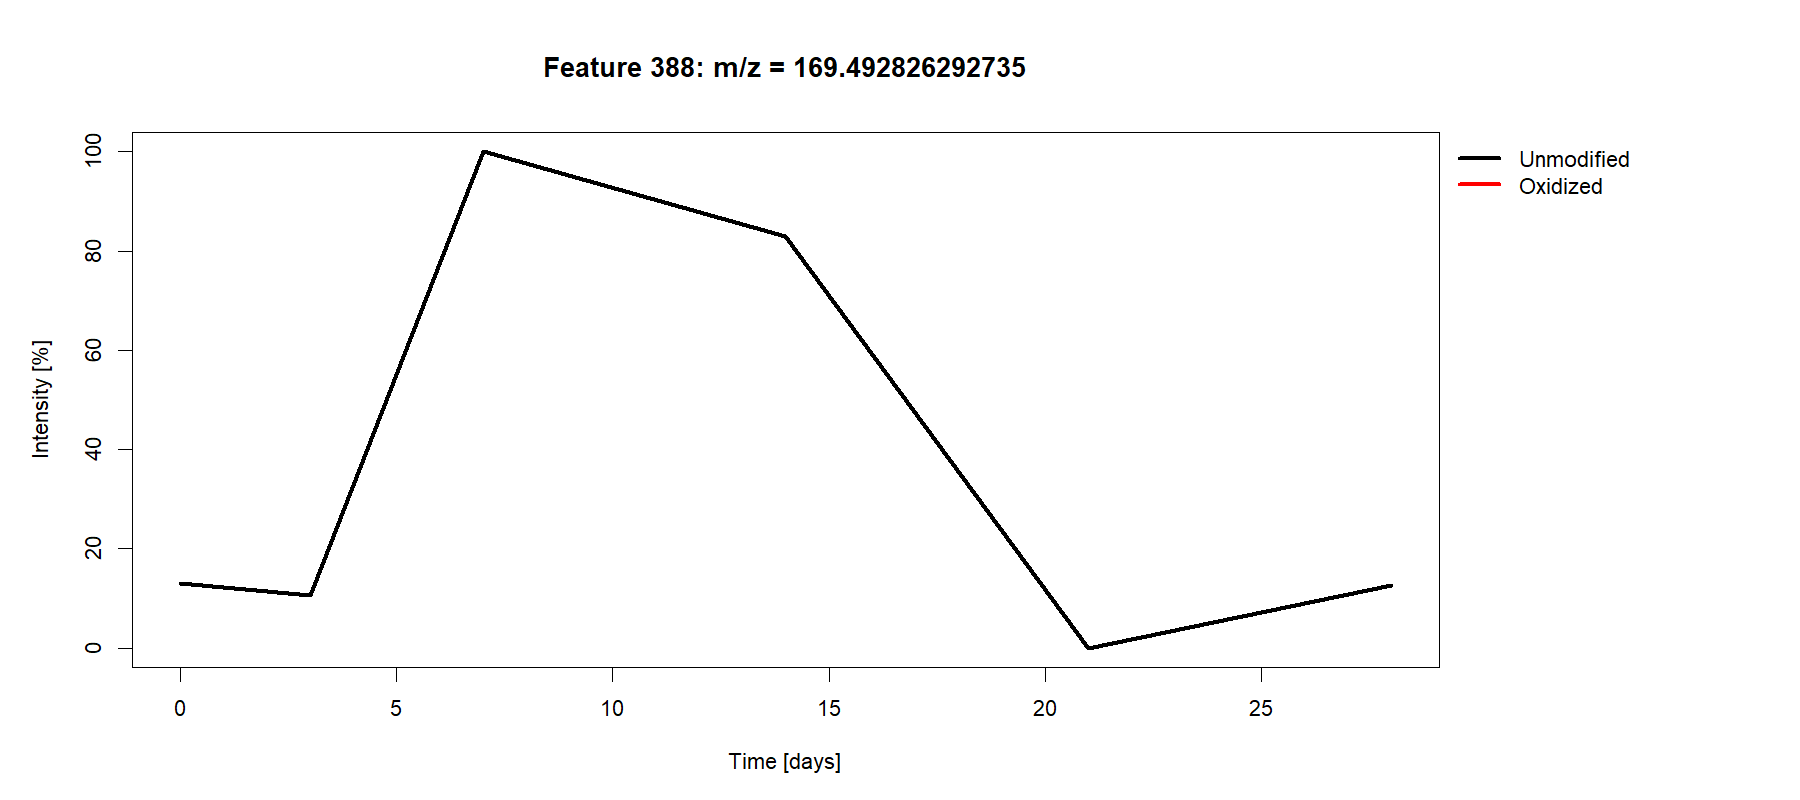 Feature 388: m/z = 169.492826292735
Unmodified
Oxidized
Intensity [%]
100
80
60
40
20
0
0 5 10 15 20 25
Time [days]